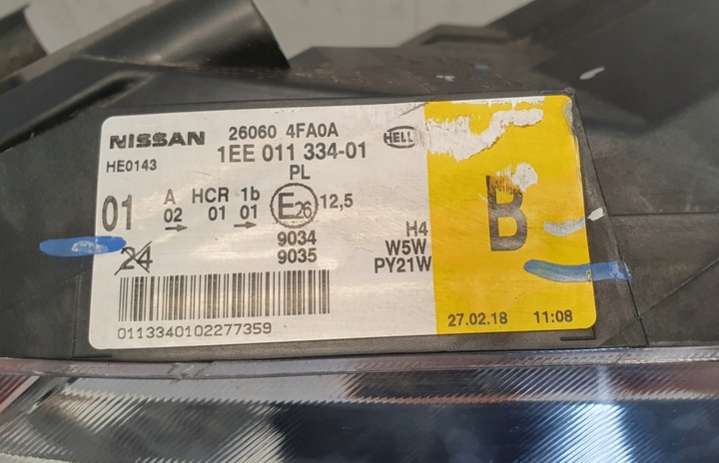 NISSAN 26060 4FA0A
HE0143 1EE 011 334-01
HELLA
PL
01 A HCR 1b E26 12,5
02 → 01 01 →
24 9034 H4
9035 W5W
PY21W
B
0113340102277359
27.02.18 11:08